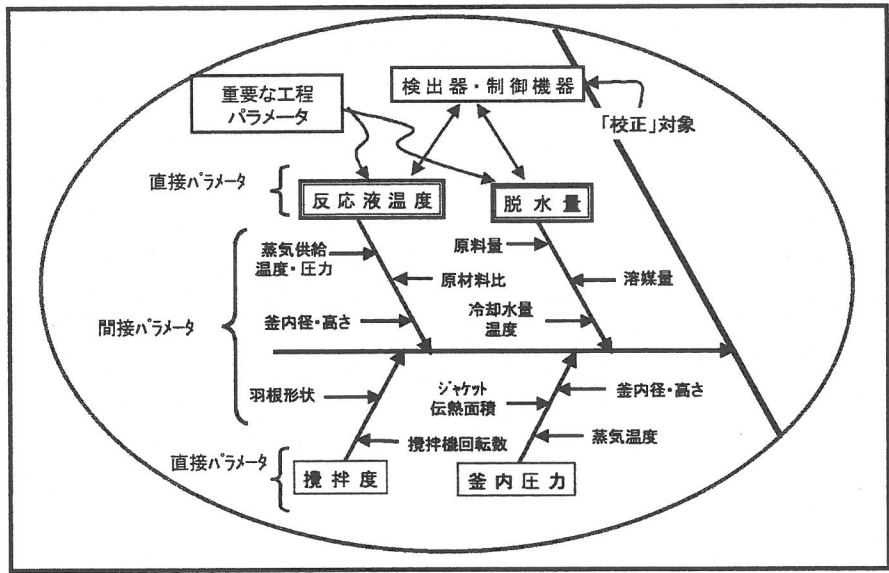 検出器・制御機器
重要な工程
パラメータ
「校正」対象
直接パラメータ
反応液温度
脱水量
蒸気供給
温度・圧力
原料量
原材料比
溶媒量
間接パラメータ
釜内径・高さ
冷却水量
温度
羽根形状
ジャケット
伝熱面積
釜内径・高さ
攪拌機回転数
蒸気温度
直接パラメータ
攪拌度
釜内圧力